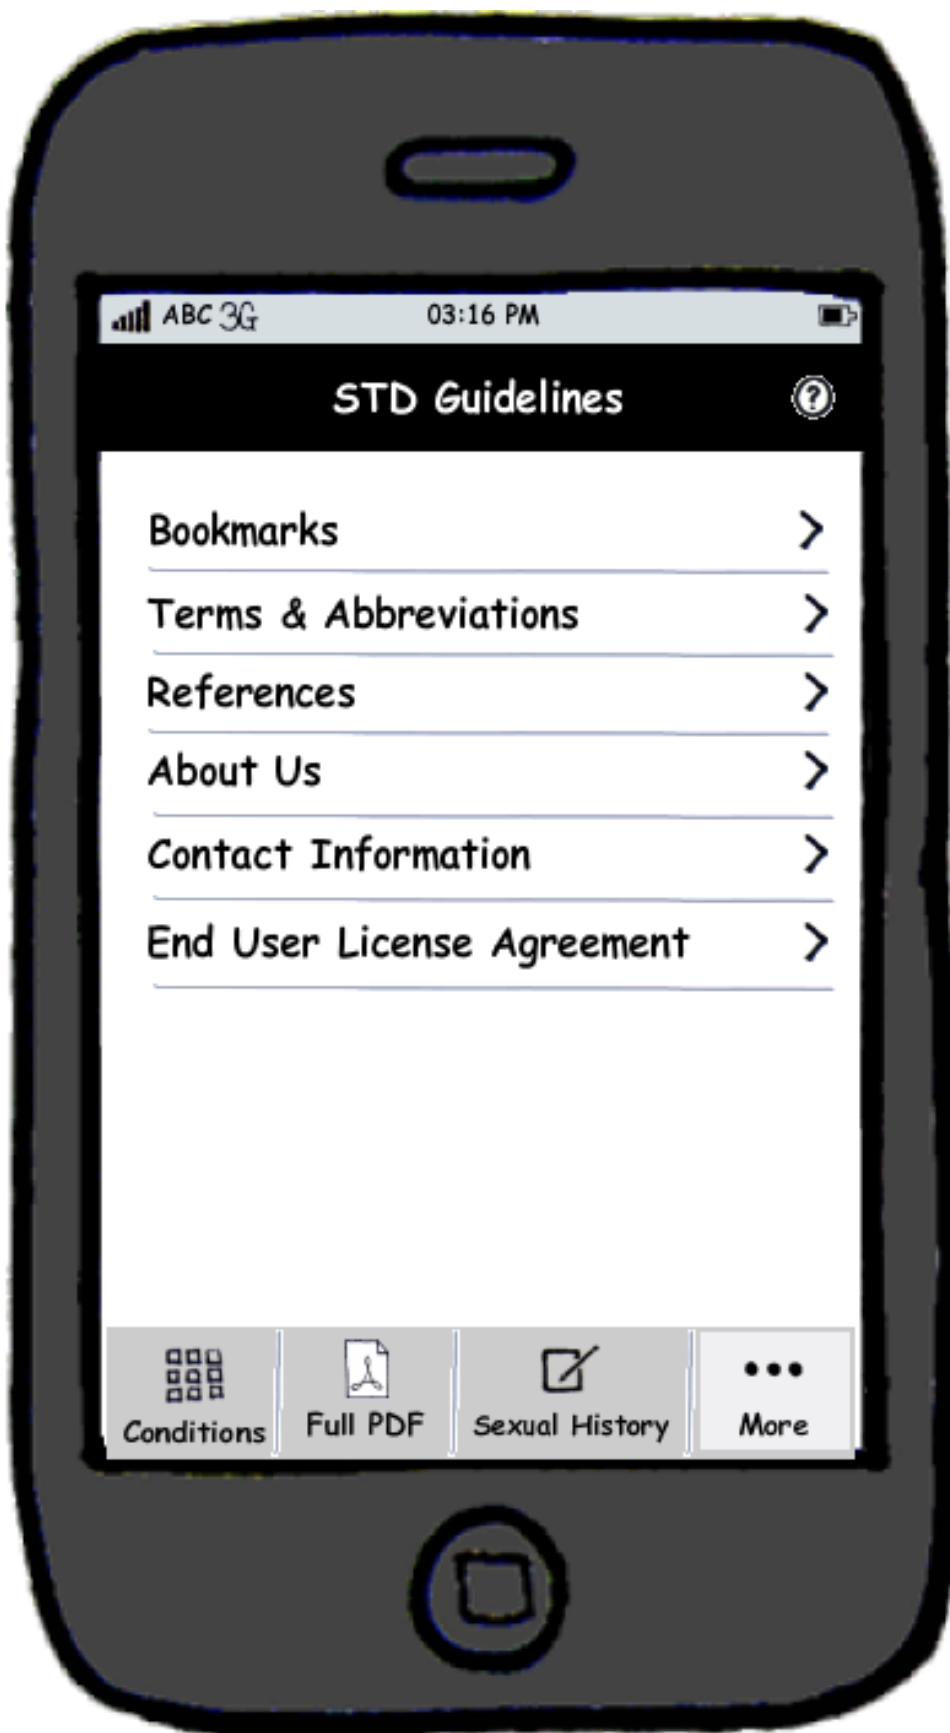 ABC 3G 03:16 PM
STD Guidelines ?
Bookmarks
Terms & Abbreviations
References
About Us
Contact Information
End User License Agreement
Conditions Full PDF Sexual History More